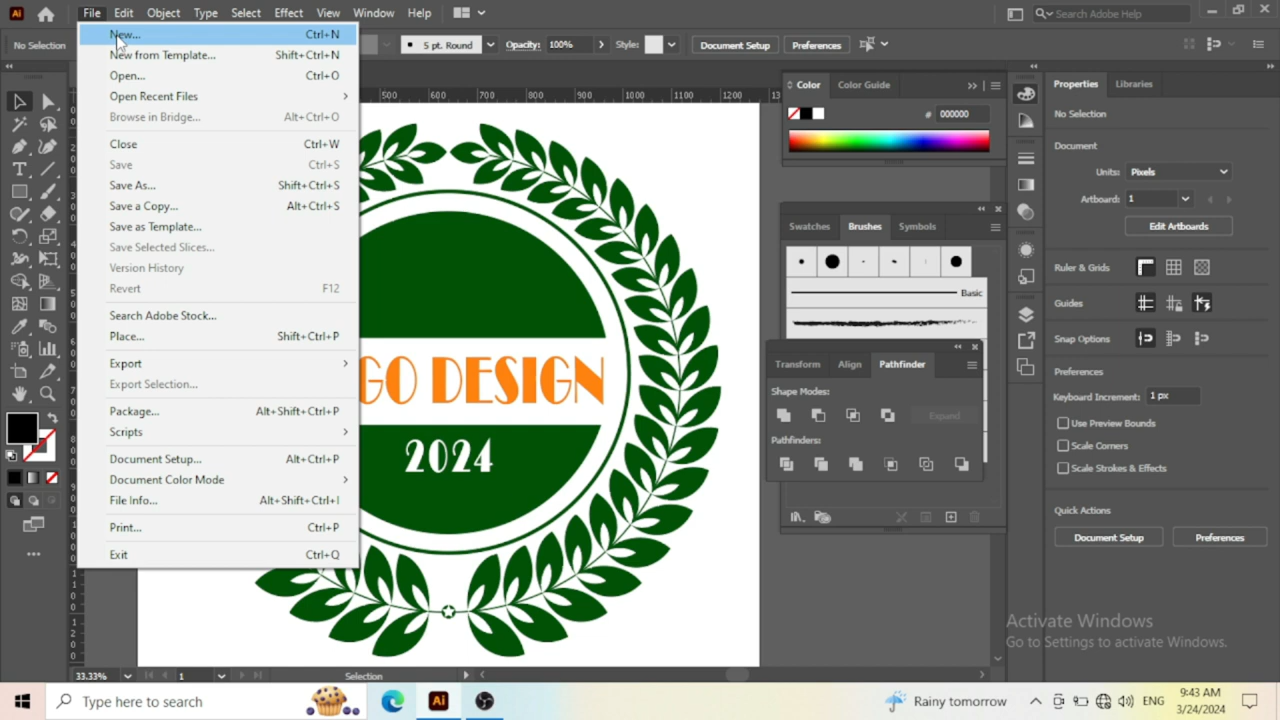 Ai File Edit Object Type Select Effect View Window Help Search Adobe Help
No Selection 5 pt. Round Opacity: 100% Style: Document Setup Preferences
New... Ctrl+N
New from Template... Shift+Ctrl+N
Open... Ctrl+O
Open Recent Files
Browse in Bridge... Alt+Ctrl+O
Close Ctrl+W
Save Ctrl+S
Save As... Shift+Ctrl+S
Save a Copy... Alt+Ctrl+S
Save as Template...
Save Selected Slices...
Version History
Revert F12
Search Adobe Stock...
Place... Shift+Ctrl+P
Export
Export Selection...
Package... Alt+Shift+Ctrl+P
Scripts
Document Setup... Alt+Ctrl+P
Document Color Mode
File Info... Alt+Shift+Ctrl+I
Print... Ctrl+P
Exit Ctrl+Q
500 600 700 800 900 1000 1100 1200 13
GO DESIGN
2024
Color Color Guide
# 000000
Swatches Brushes Symbols
Basic
Transform Align Pathfinder
Shape Modes:
Expand
Pathfinders:
Properties Libraries
No Selection
Document
Units: Pixels
Artboard: 1
Edit Artboards
Ruler & Grids
Guides
Snap Options
Preferences
Keyboard Increment: 1 px
Use Preview Bounds
Scale Corners
Scale Strokes & Effects
Quick Actions
Document Setup Preferences
Activate Windows
Go to Settings to activate Windows.
33.33% 1 Selection
Type here to search Ai Rainy tomorrow ENG 9:43 AM
3/24/2024